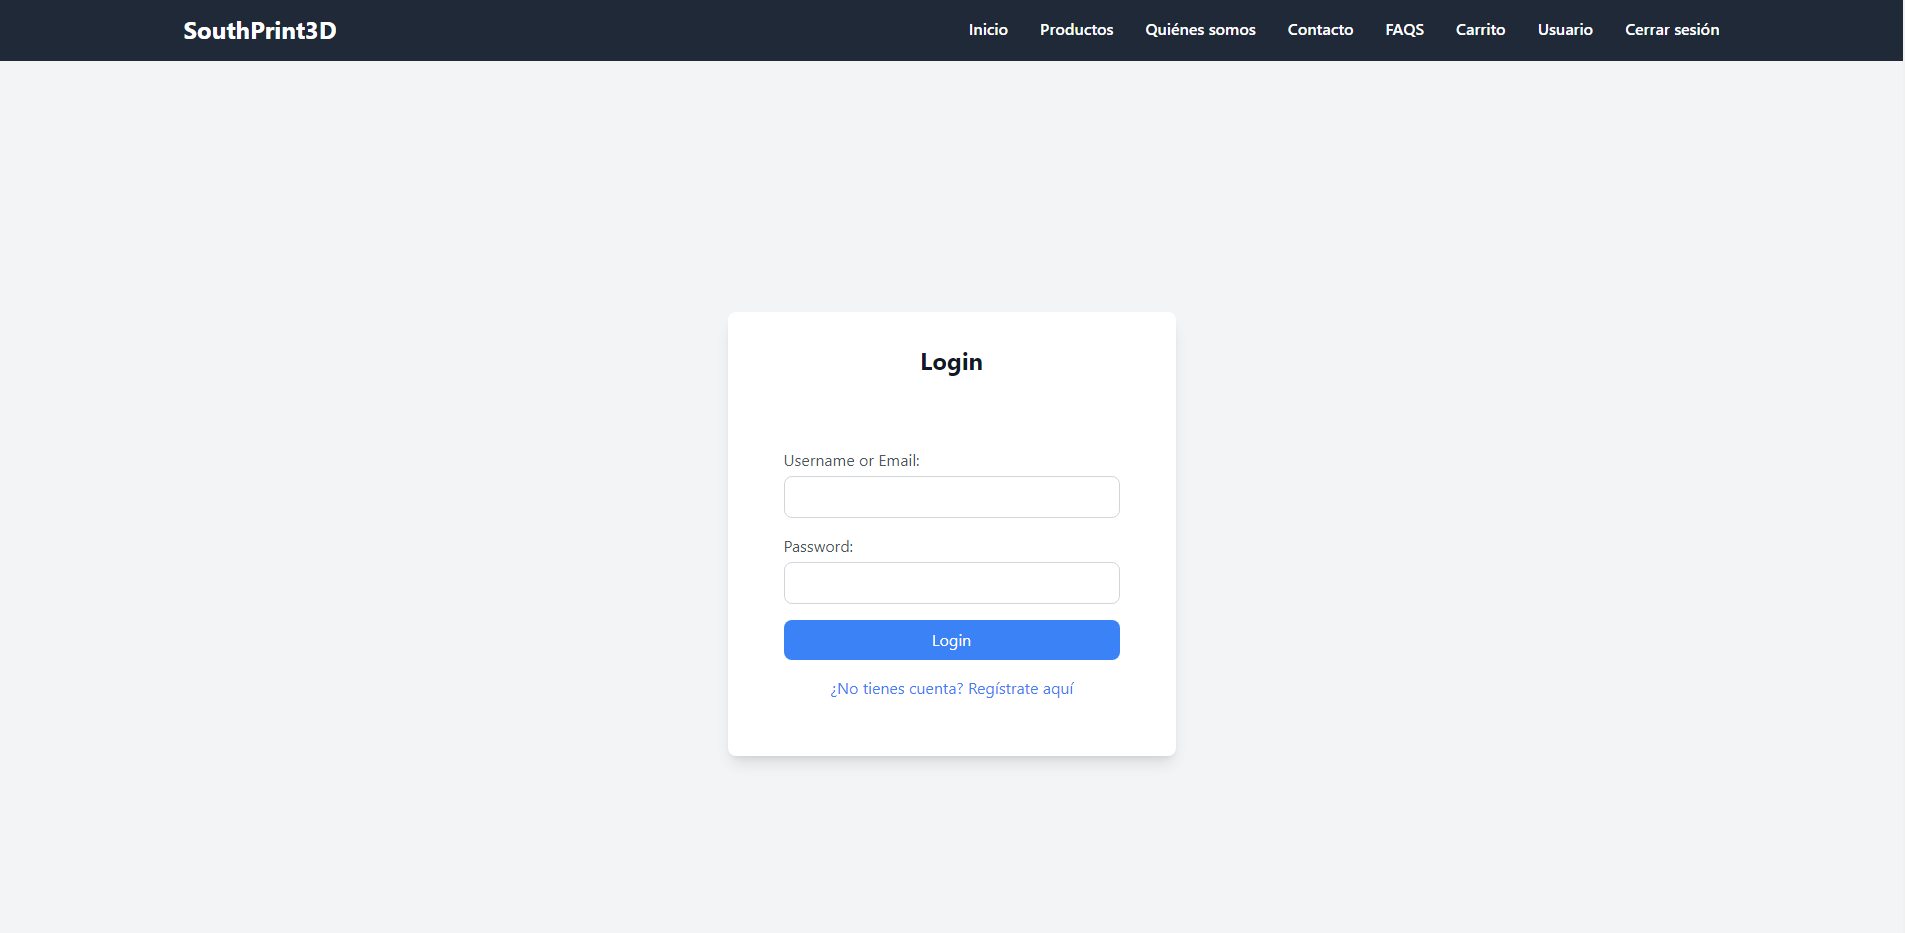 SouthPrint3D
Inicio Productos Quiénes somos Contacto FAQS Carrito Usuario Cerrar sesión
Login
Username or Email:
Password:
Login
¿No tienes cuenta? Regístrate aquí